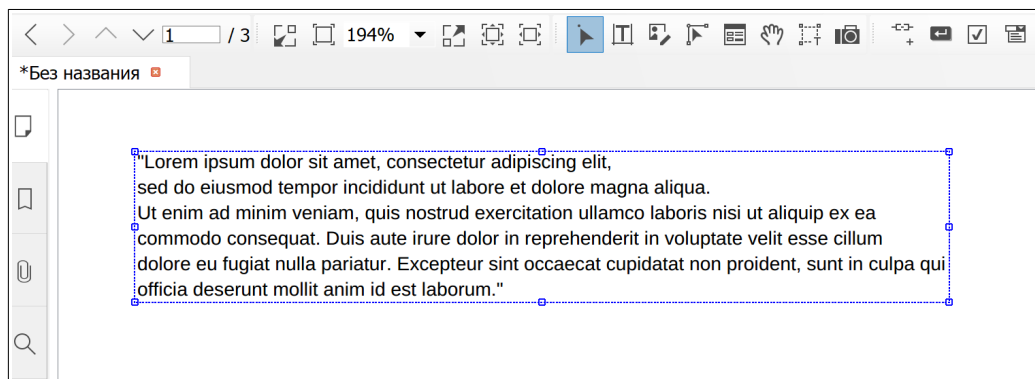 1 / 3 194%
*Без названия
"Lorem ipsum dolor sit amet, consectetur adipiscing elit,
sed do eiusmod tempor incididunt ut labore et dolore magna aliqua.
Ut enim ad minim veniam, quis nostrud exercitation ullamco laboris nisi ut aliquip ex ea
commodo consequat. Duis aute irure dolor in reprehenderit in voluptate velit esse cillum
dolore eu fugiat nulla pariatur. Excepteur sint occaecat cupidatat non proident, sunt in culpa qui
officia deserunt mollit anim id est laborum."